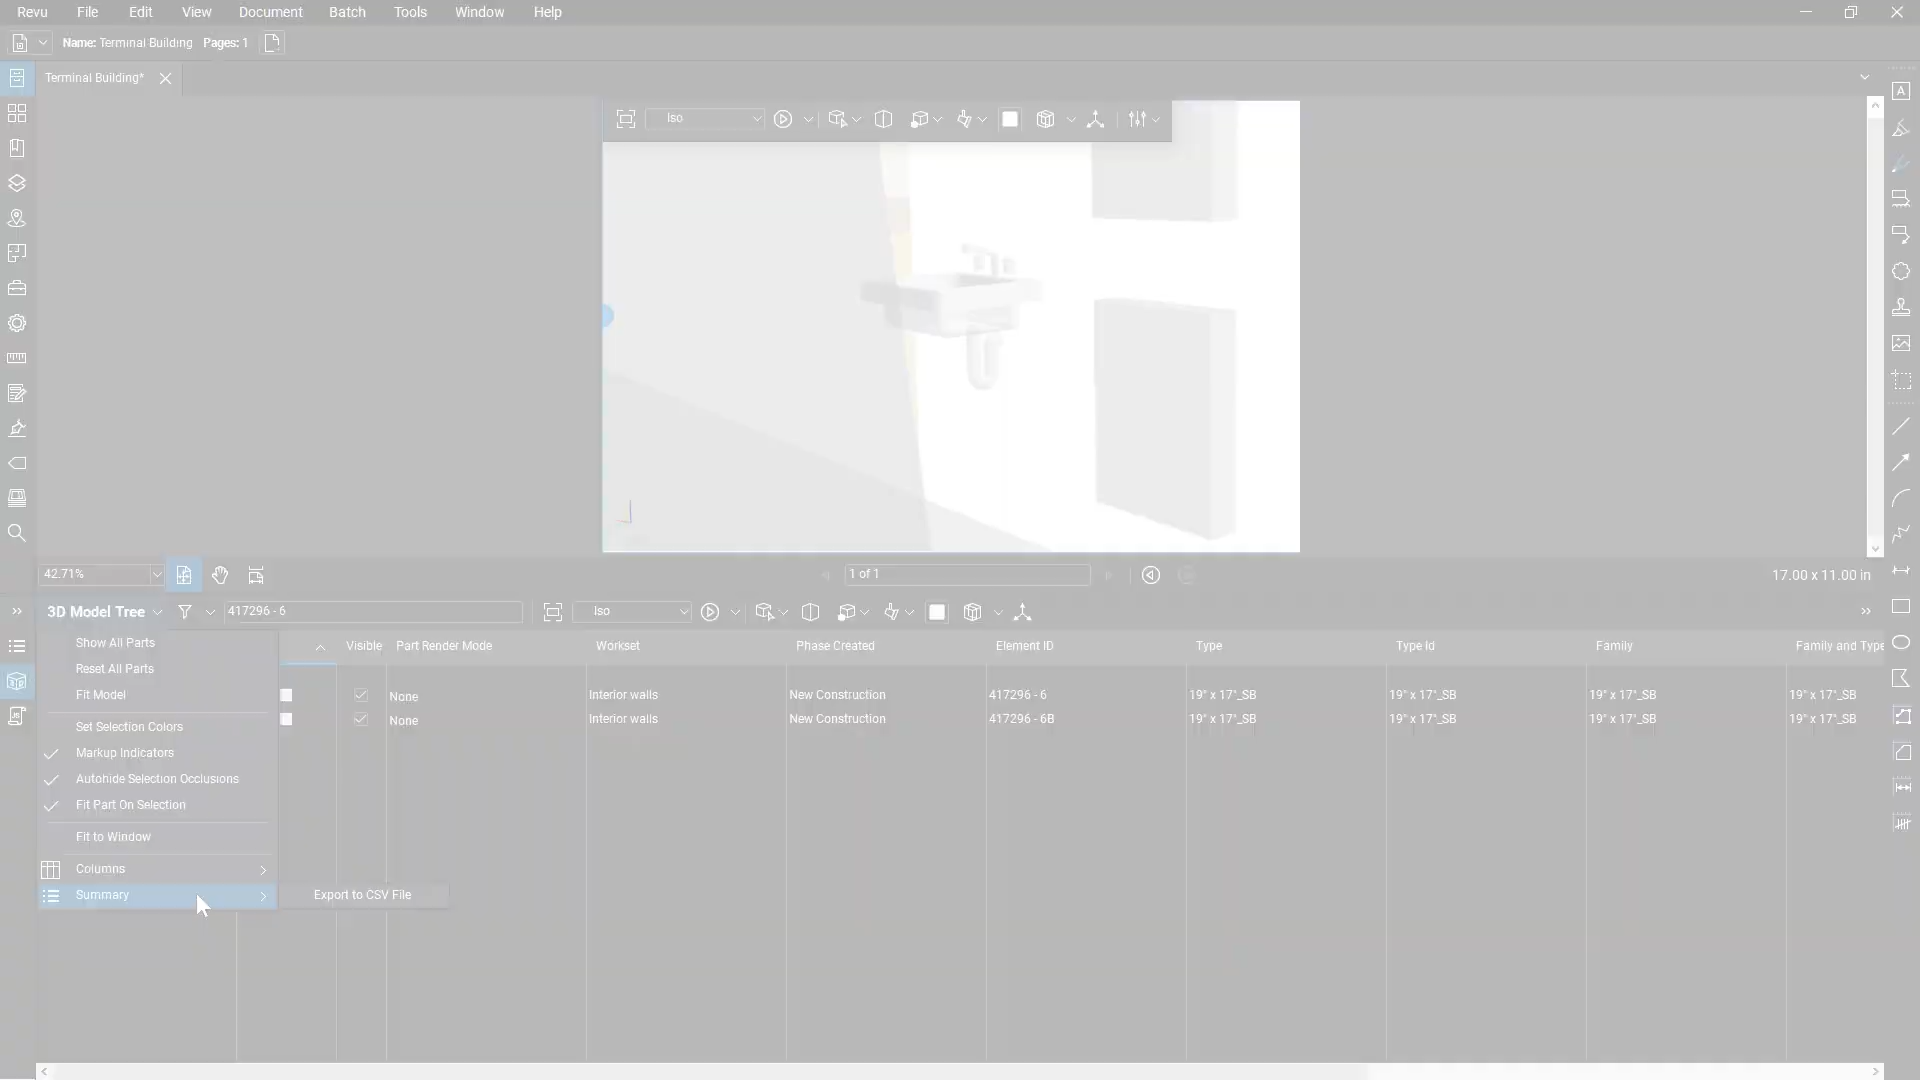 Revu File Edit View Document Batch Tools Window Help
Name: Terminal Building Pages: 1
Terminal Building*
Iso
42.71% 1 of 1 17.00 x 11.00 in
3D Model Tree 417296 - 6 Iso
Show All Parts
Reset All Parts
Fit Model
Set Selection Colors
Markup Indicators
Autohide Selection Occlusions
Fit Part On Selection
Fit to Window
Columns
Summary
Export to CSV File
Visible Part Render Mode Workset Phase Created Element ID Type Type Id Family Family and Type
None Interior walls New Construction 417296 - 6 19" x 17"_SB 19" x 17"_SB 19" x 17"_SB 19" x 17"_SB
None Interior walls New Construction 417296 - 6B 19" x 17"_SB 19" x 17"_SB 19" x 17"_SB 19" x 17"_SB